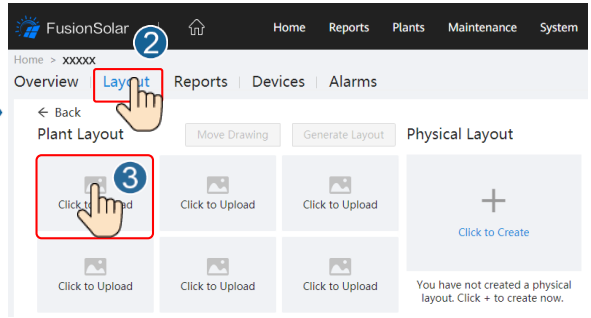 FusionSolar Home Reports Plants Maintenance System
2
Home > xxxxx
Overview Layout Reports Devices Alarms
← Back
Plant Layout Move Drawing Generate Layout Physical Layout
3
Click to Upload Click to Upload Click to Upload
+
Click to Create
Click to Upload Click to Upload Click to Upload
You have not created a physical
layout. Click + to create now.